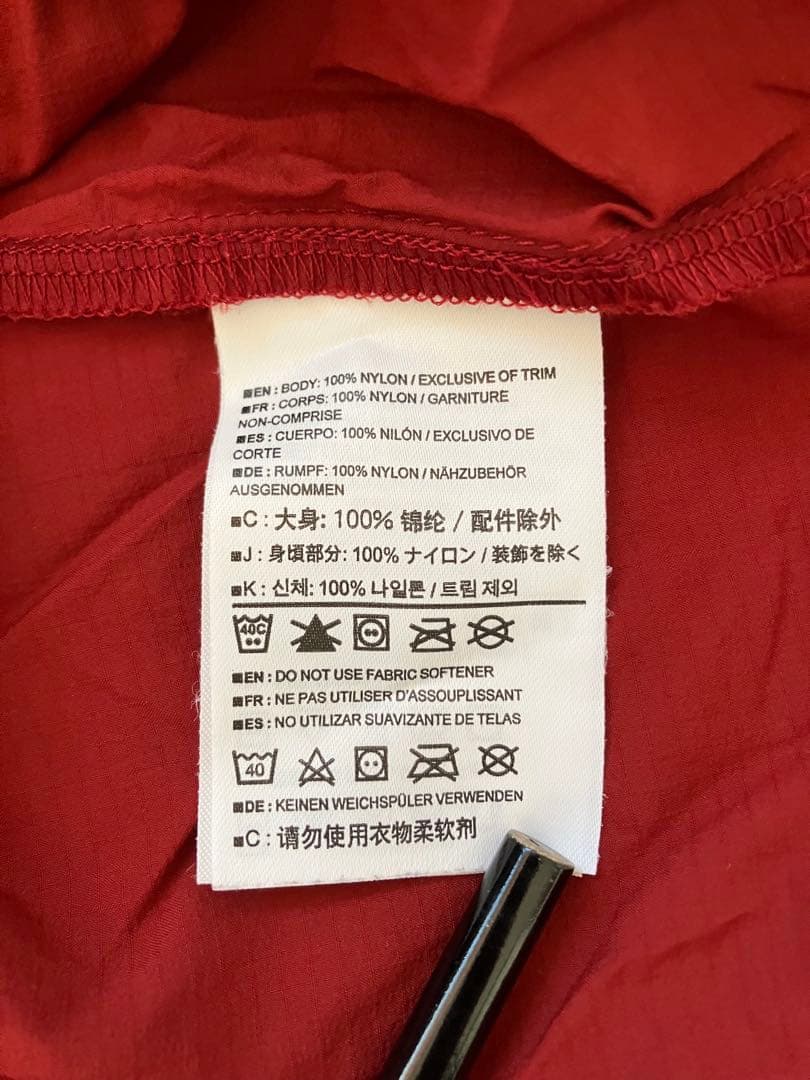 EN : BODY: 100% NYLON / EXCLUSIVE OF TRIM
FR : CORPS: 100% NYLON / GARNITURE
NON-COMPRISE
ES : CUERPO: 100% NILÓN / EXCLUSIVO DE
CORTE
DE : RUMPF: 100% NYLON / NÄHZUBEHÖR
AUSGENOMMEN
C : 大身: 100% 锦纶 / 配件除外
J : 身頃部分: 100% ナイロン / 装飾を除く
K : 신체: 100% 나일론 / 트림 제외
40C
EN : DO NOT USE FABRIC SOFTENER
FR : NE PAS UTILISER D'ASSOUPLISSANT
ES : NO UTILIZAR SUAVIZANTE DE TELAS
40
DE : KEINEN WEICHSPÜLER VERWENDEN
C : 请勿使用衣物柔软剂